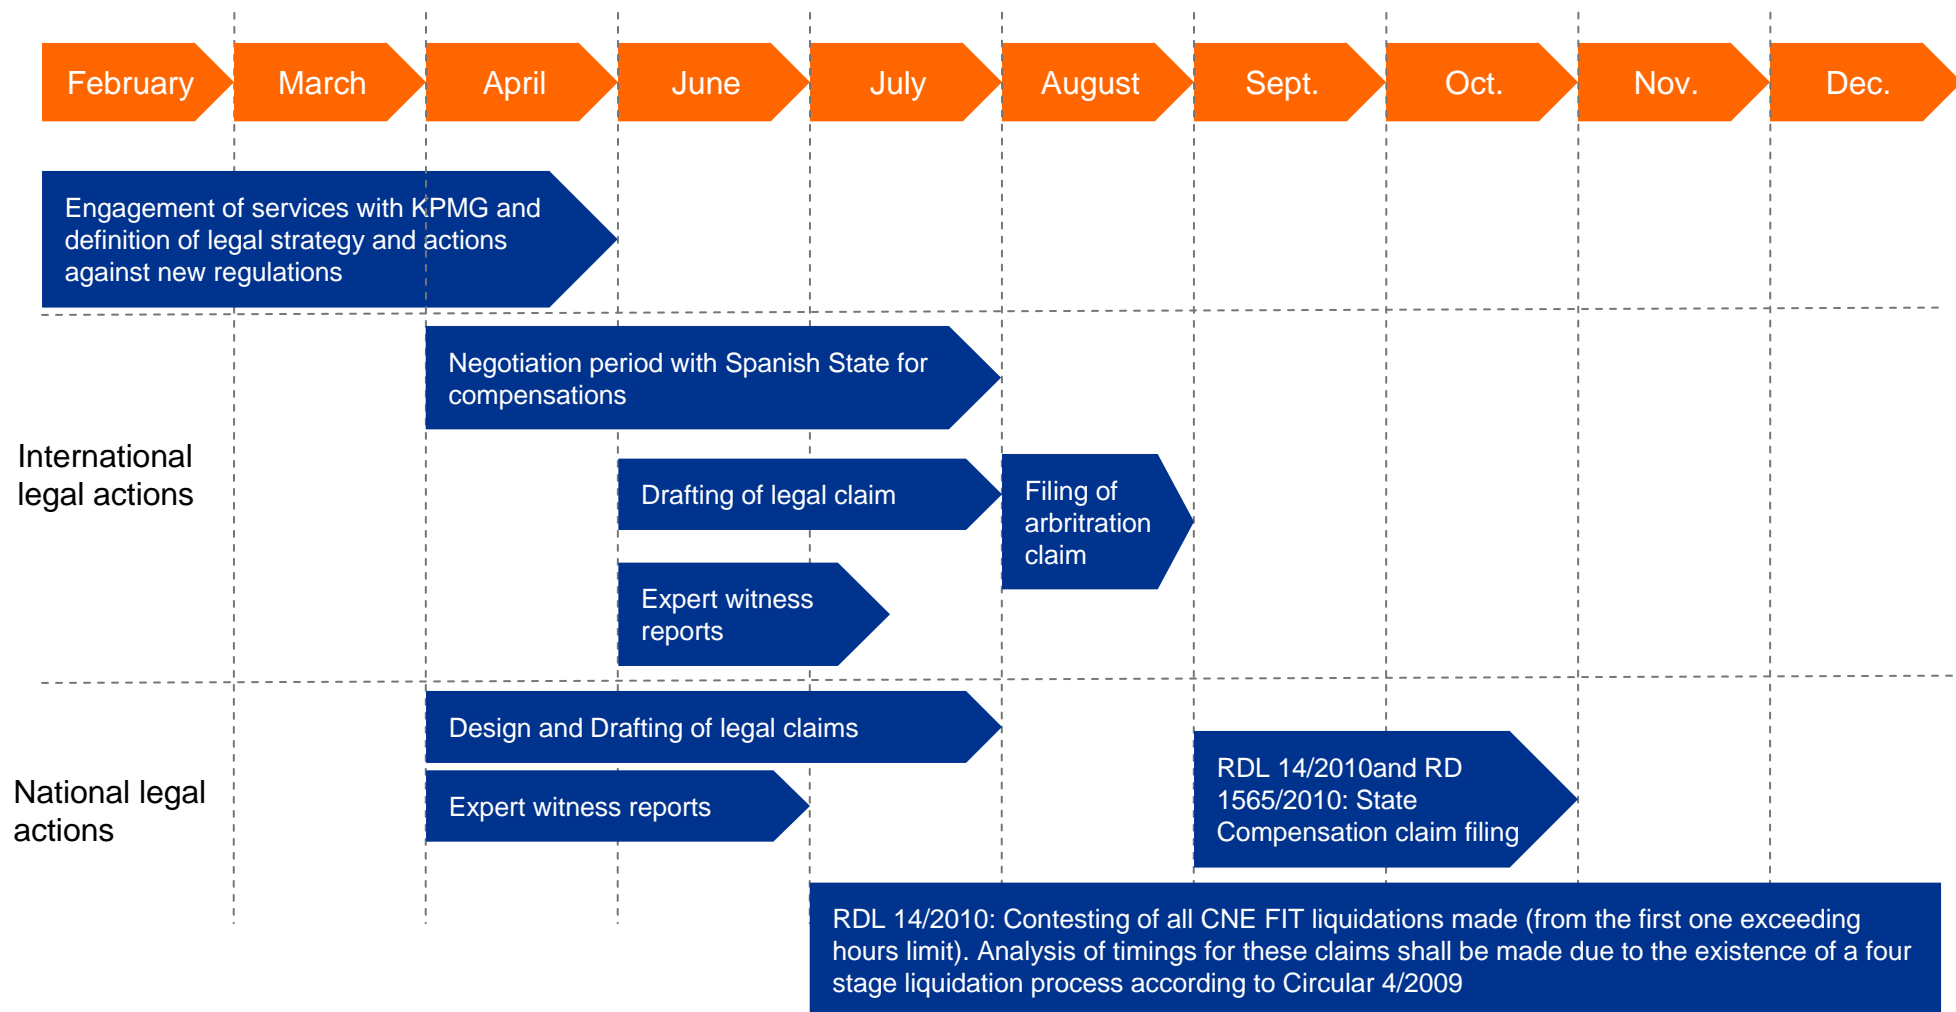 February
March
April
June
July
August
Sept.
Oct.
Nov.
Dec.
Engagement of services with KPMG and
definition of legal strategy and actions
against new regulations
International
legal actions
Negotiation period with Spanish State for
compensations
Drafting of legal claim
Filing of
arbritration
claim
Expert witness
reports
National legal
actions
Design and Drafting of legal claims
Expert witness reports
RDL 14/2010and RD
1565/2010: State
Compensation claim filing
RDL 14/2010: Contesting of all CNE FIT liquidations made (from the first one exceeding
hours limit). Analysis of timings for these claims shall be made due to the existence of a four
stage liquidation process according to Circular 4/2009